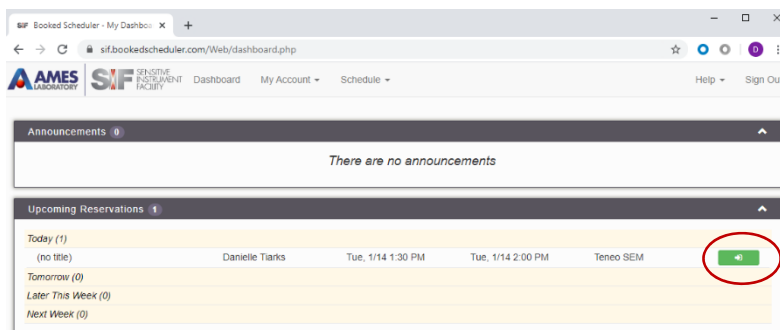 SIF Booked Scheduler - My Dashboa
sif.bookedscheduler.com/Web/dashboard.php
D
AMES LABORATORY
SIF SENSITIVE INSTRUMENT FACILITY
Dashboard My Account Schedule Help Sign Ou
Announcements 0
There are no announcements
Upcoming Reservations 1
Today (1)
(no title) Danielle Tiarks Tue, 1/14 1:30 PM Tue, 1/14 2:00 PM Teneo SEM
Tomorrow (0)
Later This Week (0)
Next Week (0)